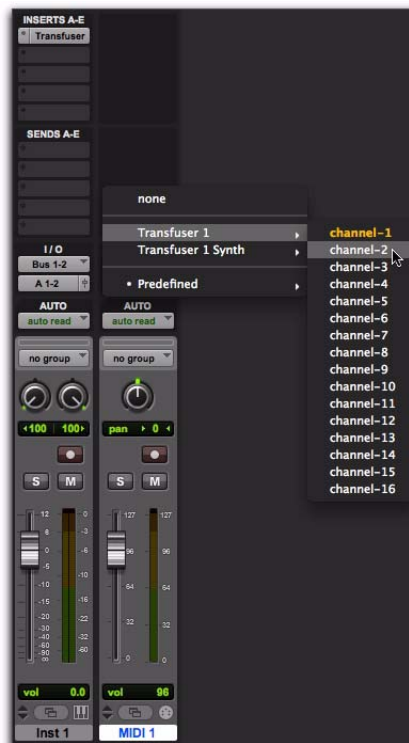 INSERTS A-E
Transfuser
SENDS A-E
I / O
Bus 1-2
A 1-2
AUTO
auto read
no group
100 100
S M
12 0
6 -3
0 -6
-5
-10 -10
-15 -16
-20
-30 -22
-40 -32
-60
-90 -60
∞
vol 0.0
Inst 1
none
Transfuser 1
Transfuser 1 Synth
• Predefined
channel-1
channel-2
channel-3
channel-4
channel-5
channel-6
channel-7
channel-8
channel-9
channel-10
channel-11
channel-12
channel-13
channel-14
channel-15
channel-16
AUTO
auto read
no group
pan 0
S M
127 127
96 96
64 64
32 32
0 0
vol 96
MIDI 1